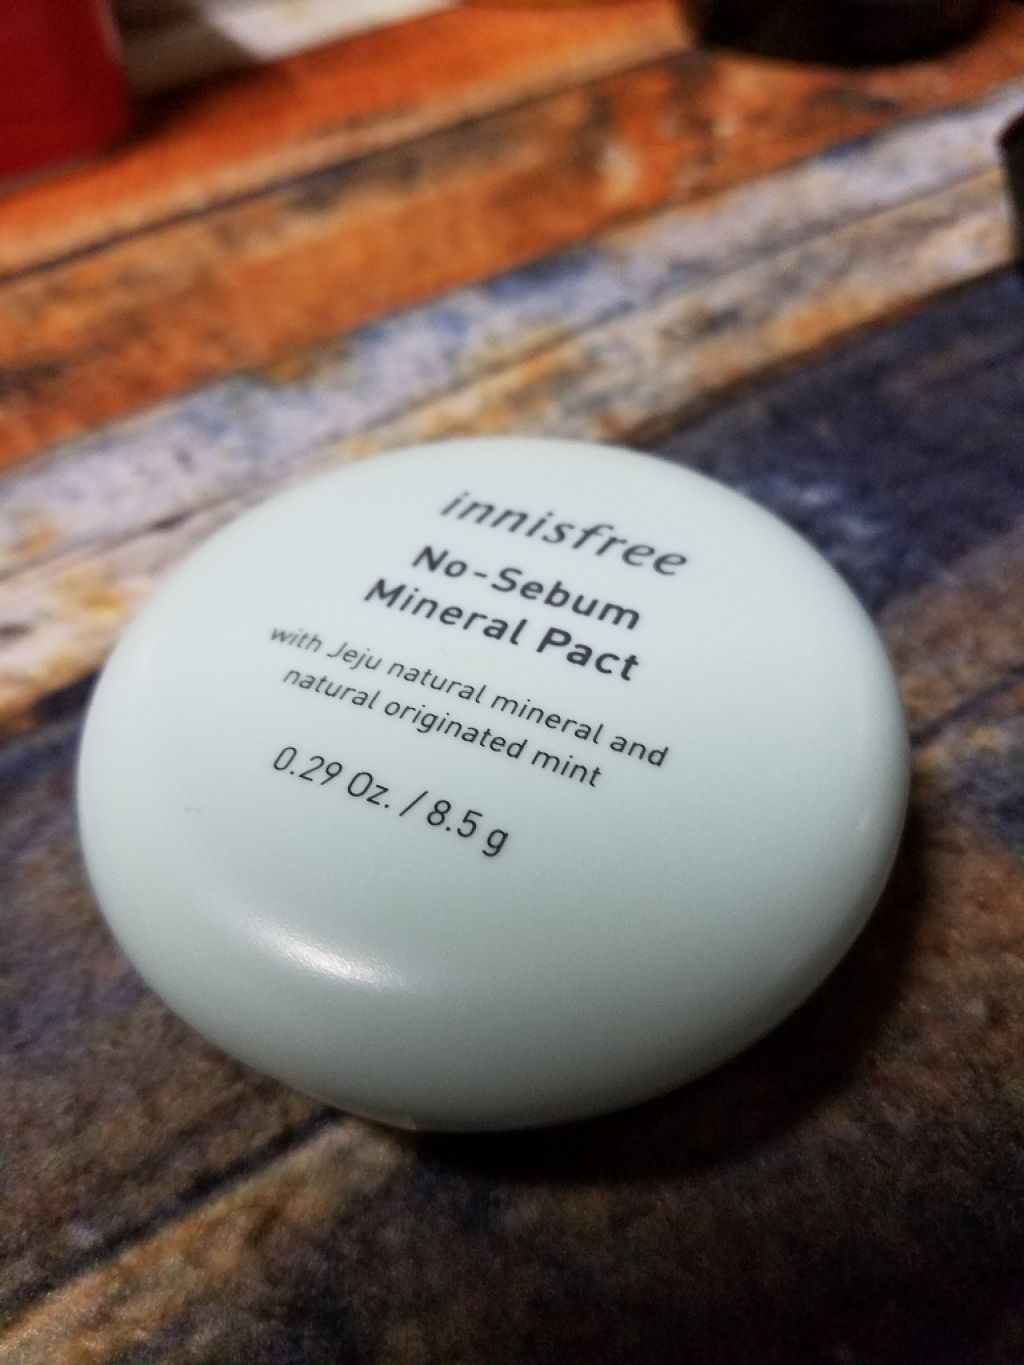 innisfree
No-Sebum
Mineral Pact
with Jeju natural mineral and
natural originated mint
0.29 Oz. / 8.5 g